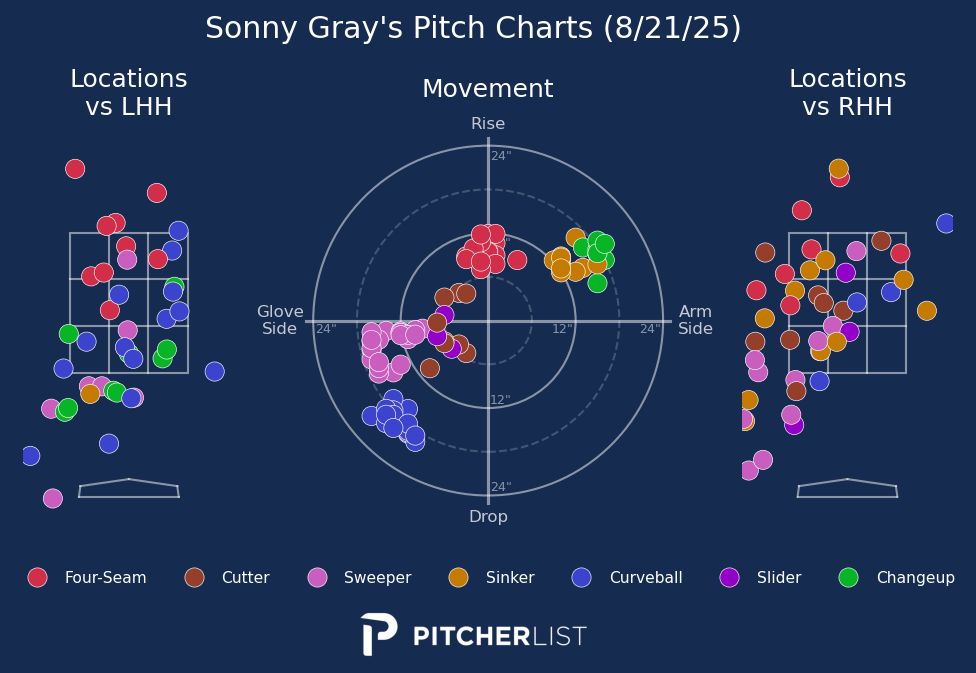 Sonny Gray's Pitch Charts (8/21/25)
Locations
vs LHH
Movement
Locations
vs RHH
Rise
24"
Glove
Side
24"
12"
24"
Arm
Side
12"
24"
Drop
Four-Seam
Cutter
Sweeper
Sinker
Curveball
Slider
Changeup
PITCHERLIST